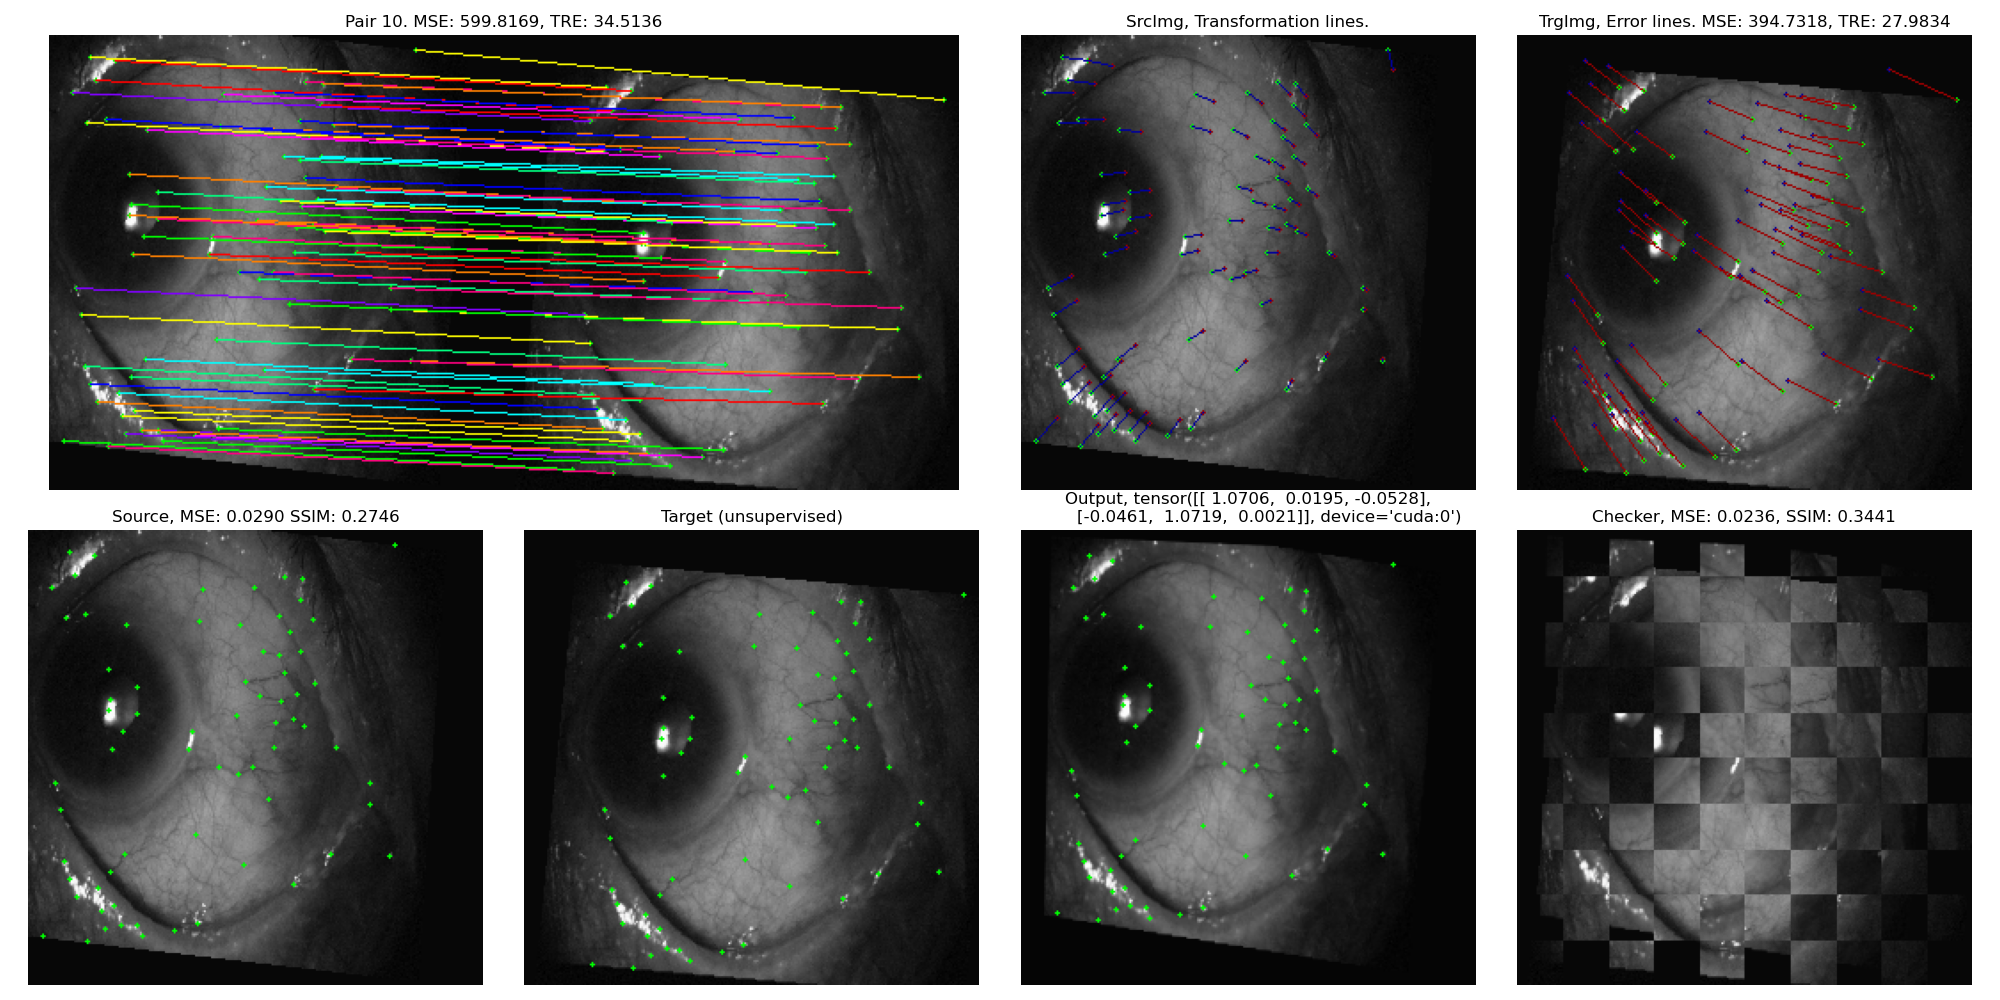 Pair 10. MSE: 599.8169, TRE: 34.5136
SrcImg, Transformation lines.
TrgImg, Error lines. MSE: 394.7318, TRE: 27.9834
Source, MSE: 0.0290 SSIM: 0.2746
Target (unsupervised)
Output, tensor([[ 1.0706,  0.0195, -0.0528],
[-0.0461,  1.0719,  0.0021]], device='cuda:0')
Checker, MSE: 0.0236, SSIM: 0.3441